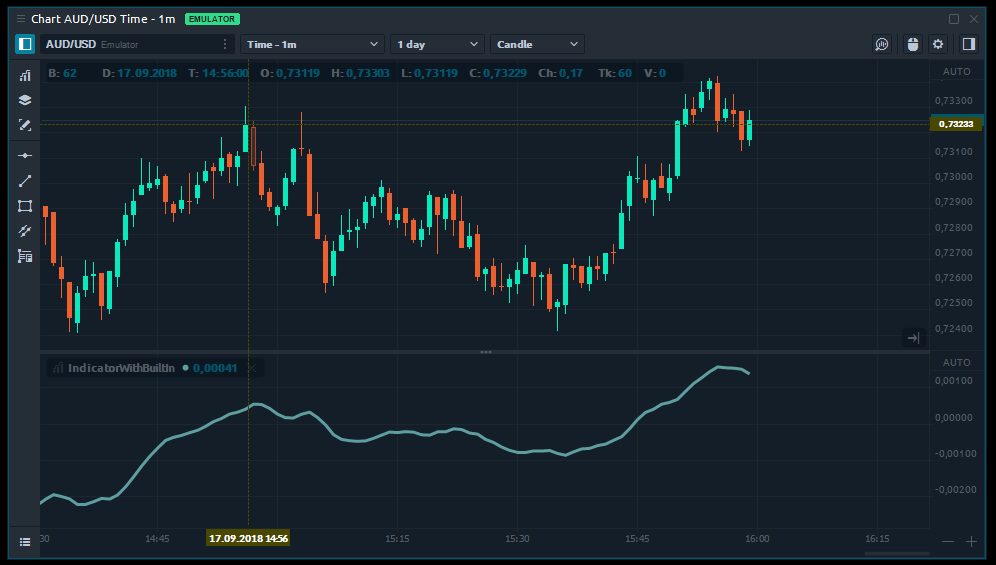 Chart AUD/USD Time - 1m EMULATOR
AUD/USD Emulator Time - 1m 1 day Candle
B: 62 D: 17.09.2018 T: 14:56:00 O: 0,73119 H: 0,73303 L: 0,73119 C: 0,73229 Ch: 0,17 Tk: 60 V: 0
AUTO
0,73300
0,73233
0,73100
0,73000
0,72900
0,72800
0,72700
0,72600
0,72500
0,72400
IndicatorWithBuiltIn 0,00041
AUTO
0,00100
0,00000
-0,00100
-0,00200
30 14:45 17.09.2018 14:56 15:15 15:30 15:45 16:00 16:15